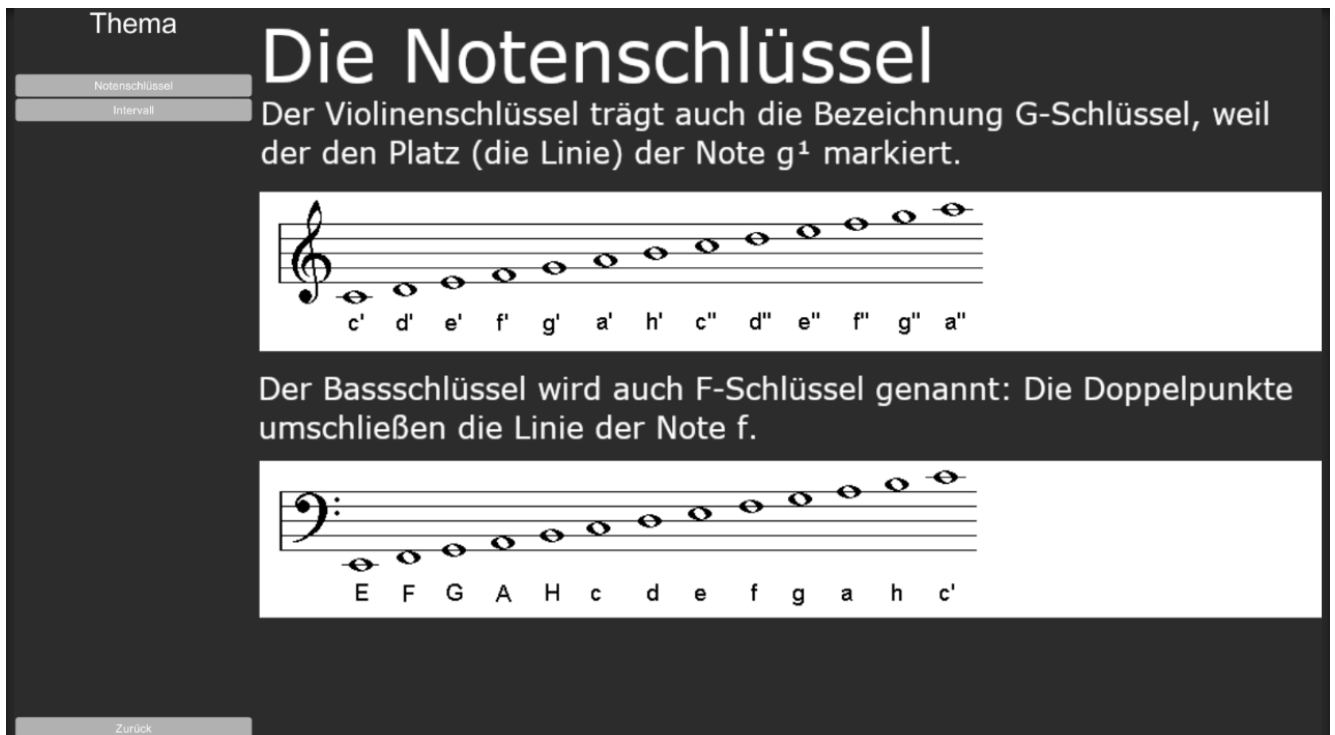 Thema
Notenschlüssel
Intervall
Die Notenschlüssel
Der Violinenschlüssel trägt auch die Bezeichnung G-Schlüssel, weil
der den Platz (die Linie) der Note g¹ markiert.
c' d' e' f' g' a' h' c" d" e" f" g" a"
Der Bassschlüssel wird auch F-Schlüssel genannt: Die Doppelpunkte
umschließen die Linie der Note f.
E F G A H c d e f g a h c'
Zurück